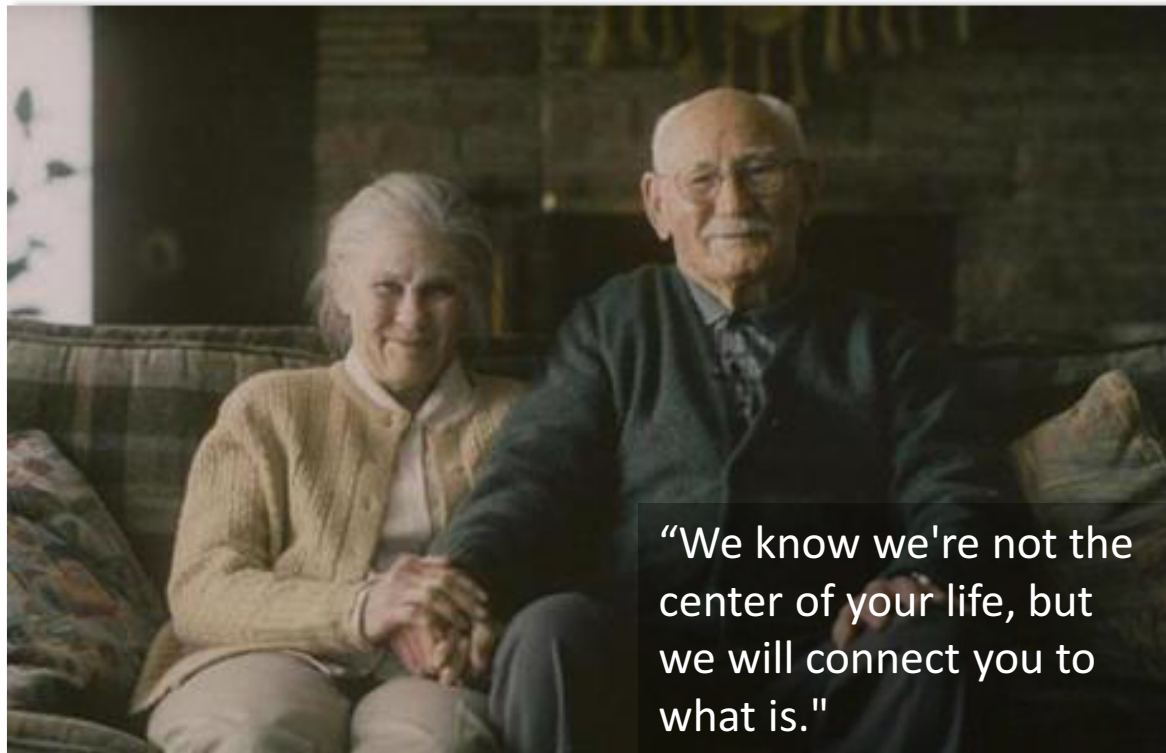 “We know we're not the
center of your life, but
we will connect you to
what is."